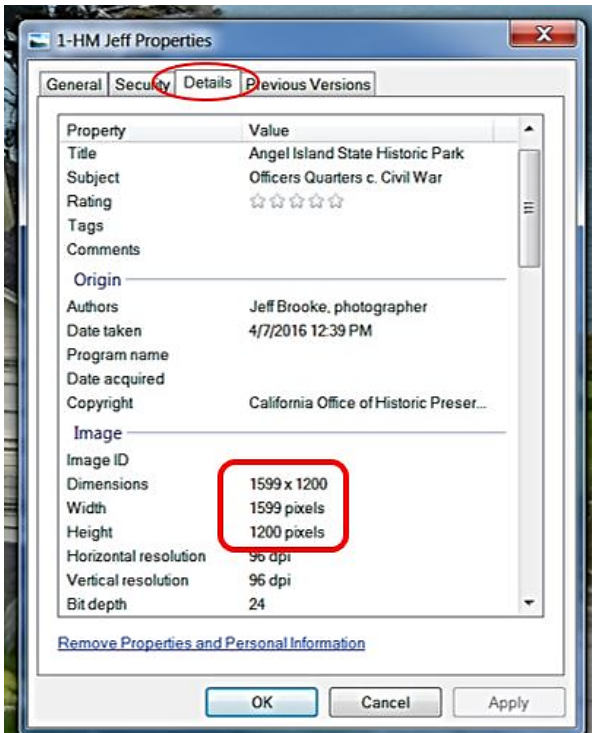 1-HM Jeff Properties
X
General Security Details Previous Versions
Property Value
Title Angel Island State Historic Park
Subject Officers Quarters c. Civil War
Rating
Tags
Comments
Origin
Authors Jeff Brooke, photographer
Date taken 4/7/2016 12:39 PM
Program name
Date acquired
Copyright California Office of Historic Preser...
Image
Image ID
Dimensions 1599 x 1200
Width 1599 pixels
Height 1200 pixels
Horizontal resolution 96 dpi
Vertical resolution 96 dpi
Bit depth 24
Remove Properties and Personal Information
OK Cancel Apply